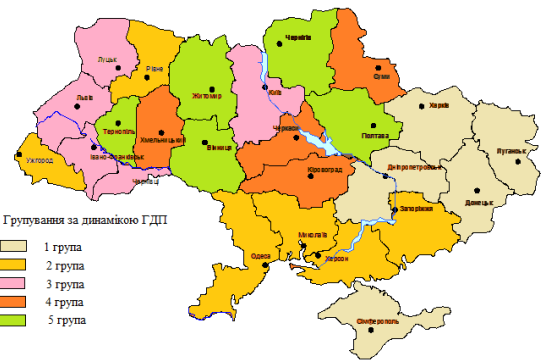 Чернігів
Луцьк
Рівне
Суми
Житомир
Київ
Львів
Харків
Тернопіль
Хмельницький
Черкаси
Полтава
Вінниця
Луганськ
Ужгород
Івано-Франківськ
Дніпропетровськ
Чернівці
Кіровоград
Донецьк
Запоріжжя
Групування за динамікою ГДП
Миколаїв
1 група
Одеса
Херсон
2 група
3 група
4 група
5 група
Сімферополь